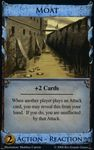 Moat
+2 Cards
When another player plays an Attack
card, you may reveal this from your
hand. If you do, you are unaffected
by that Attack.
2
Action - Reaction